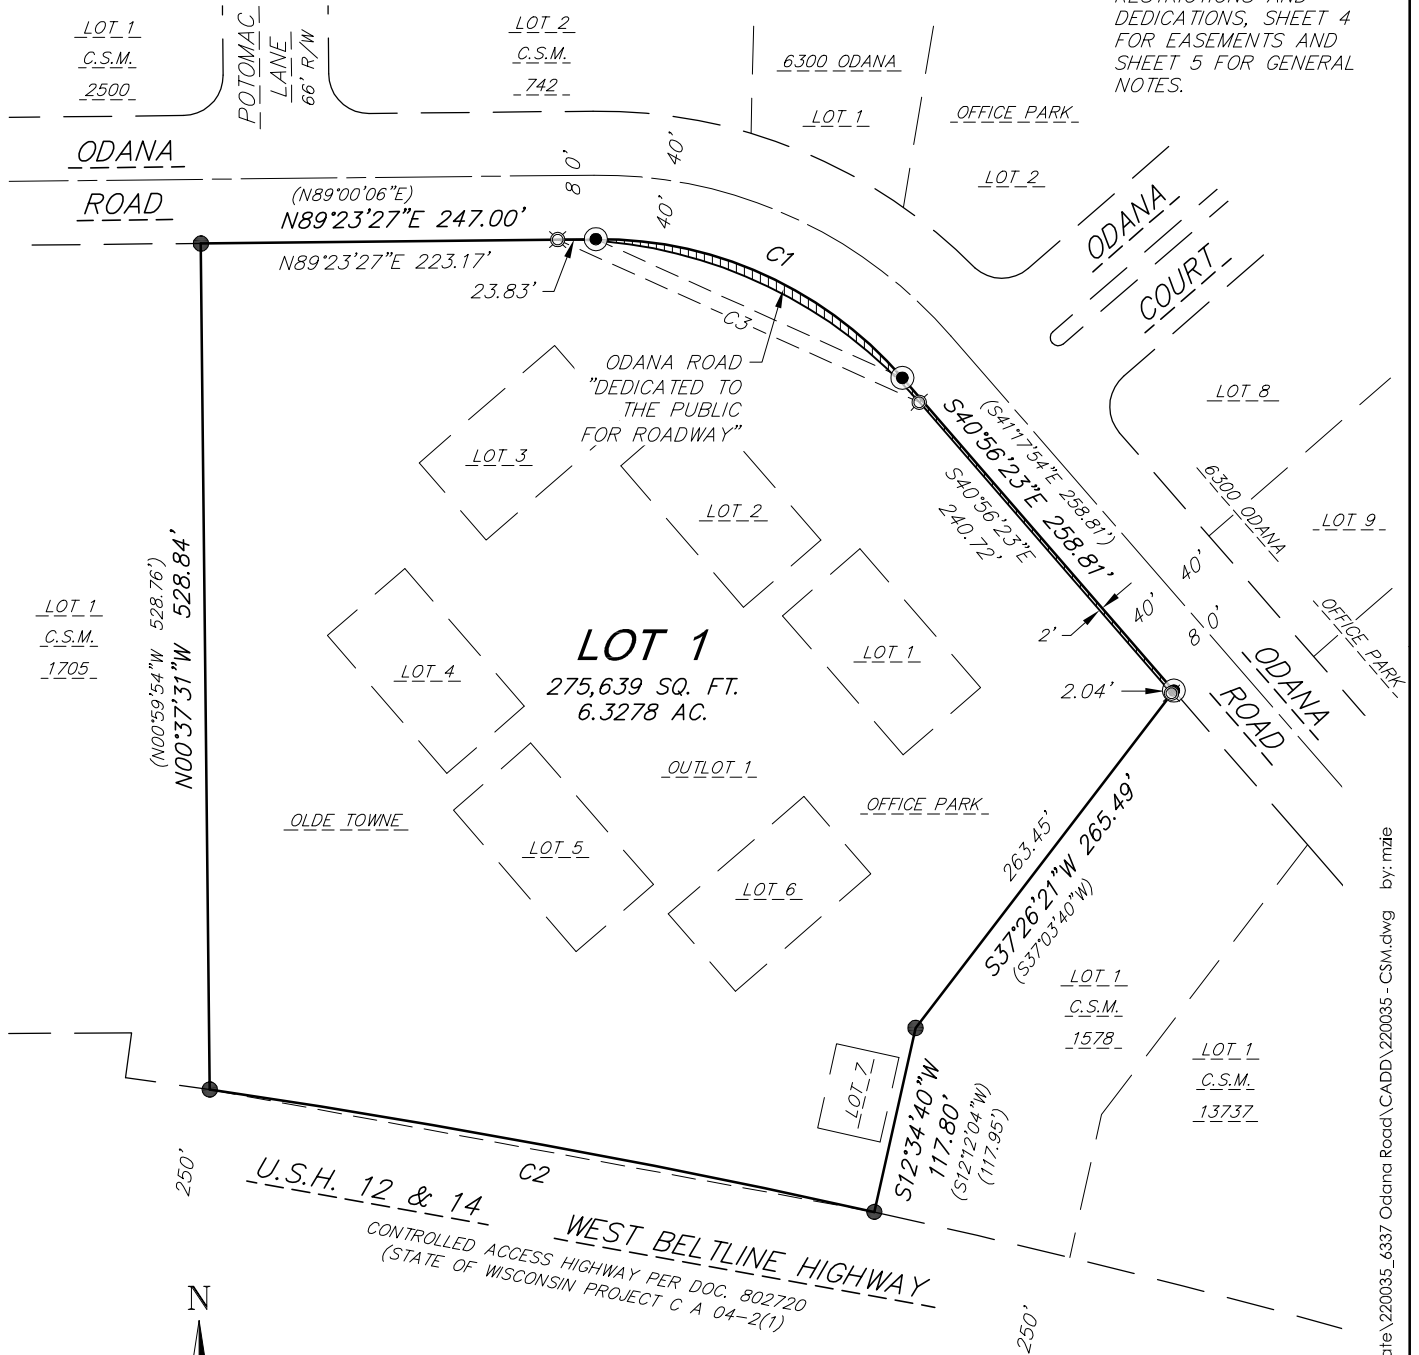 RESTRICTIONS AND
DEDICATIONS, SHEET 4
FOR EASEMENTS AND
SHEET 5 FOR GENERAL
NOTES.
LOT 1
C.S.M.
2500
POTOMAC
LANE
66' R/W
LOT 2
C.S.M.
742
6300 ODANA
LOT 1
OFFICE PARK
LOT 2
ODANA
ROAD
8 0'
40'
40'
(N89°00'06"E)
N89°23'27"E 247.00'
N89°23'27"E 223.17'
23.83'
C1
C3
ODANA
COURT
ODANA ROAD
"DEDICATED TO
THE PUBLIC
FOR ROADWAY"
LOT 8
6300 ODANA
LOT 9
OFFICE PARK
(S41°17'54"E 258.81')
S40°56'23"E 258.81'
S40°56'23"E
240.72'
40'
40'
8 0'
2'
2.04'
ODANA
ROAD
LOT 3
LOT 2
LOT 1
LOT 4
LOT 1
275,639 SQ. FT.
6.3278 AC.
(N00°59'54"W 528.76')
N00°37'31"W 528.84'
LOT 1
C.S.M.
1705
OUTLOT 1
OLDE TOWNE
OFFICE PARK
LOT 5
LOT 6
263.45'
S37°26'21"W 265.49'
(S37°03'40"W)
LOT 1
C.S.M.
1578
LOT 1
C.S.M.
13737
LOT 7
S12°34'40"W
117.80'
(S12°12'04"W)
(117.95')
C2
250'
U.S.H. 12 & 14
WEST BELTLINE HIGHWAY
CONTROLLED ACCESS HIGHWAY PER DOC. 802720
(STATE OF WISCONSIN PROJECT C A 04-2(1)
250'
N
ate\220035_6337 Odana Road\CADD\220035 - CSM.dwg by: mzie